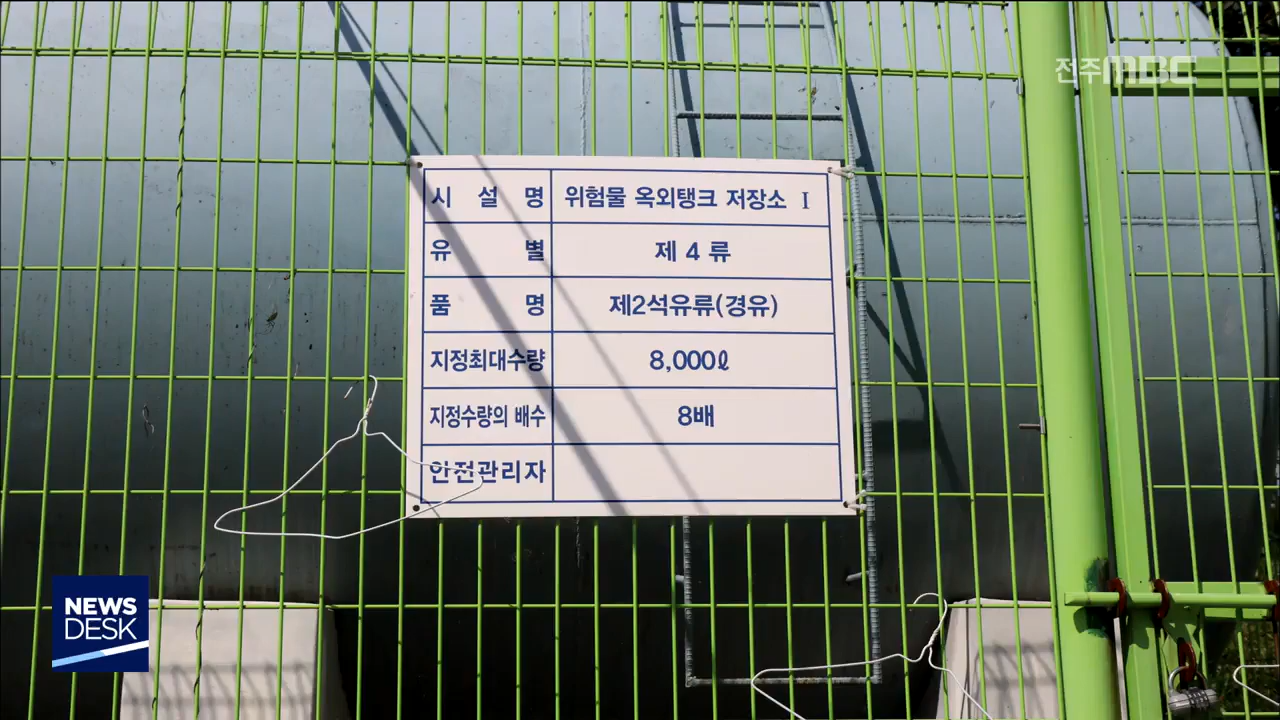 전주MBC
시 설 명 위험물 옥외탱크 저장소 I
유 별 제 4 류
품 명 제2석유류(경유)
지정최대수량 8,000ℓ
지정수량의 배수 8배
안전관리자
NEWS
DESK